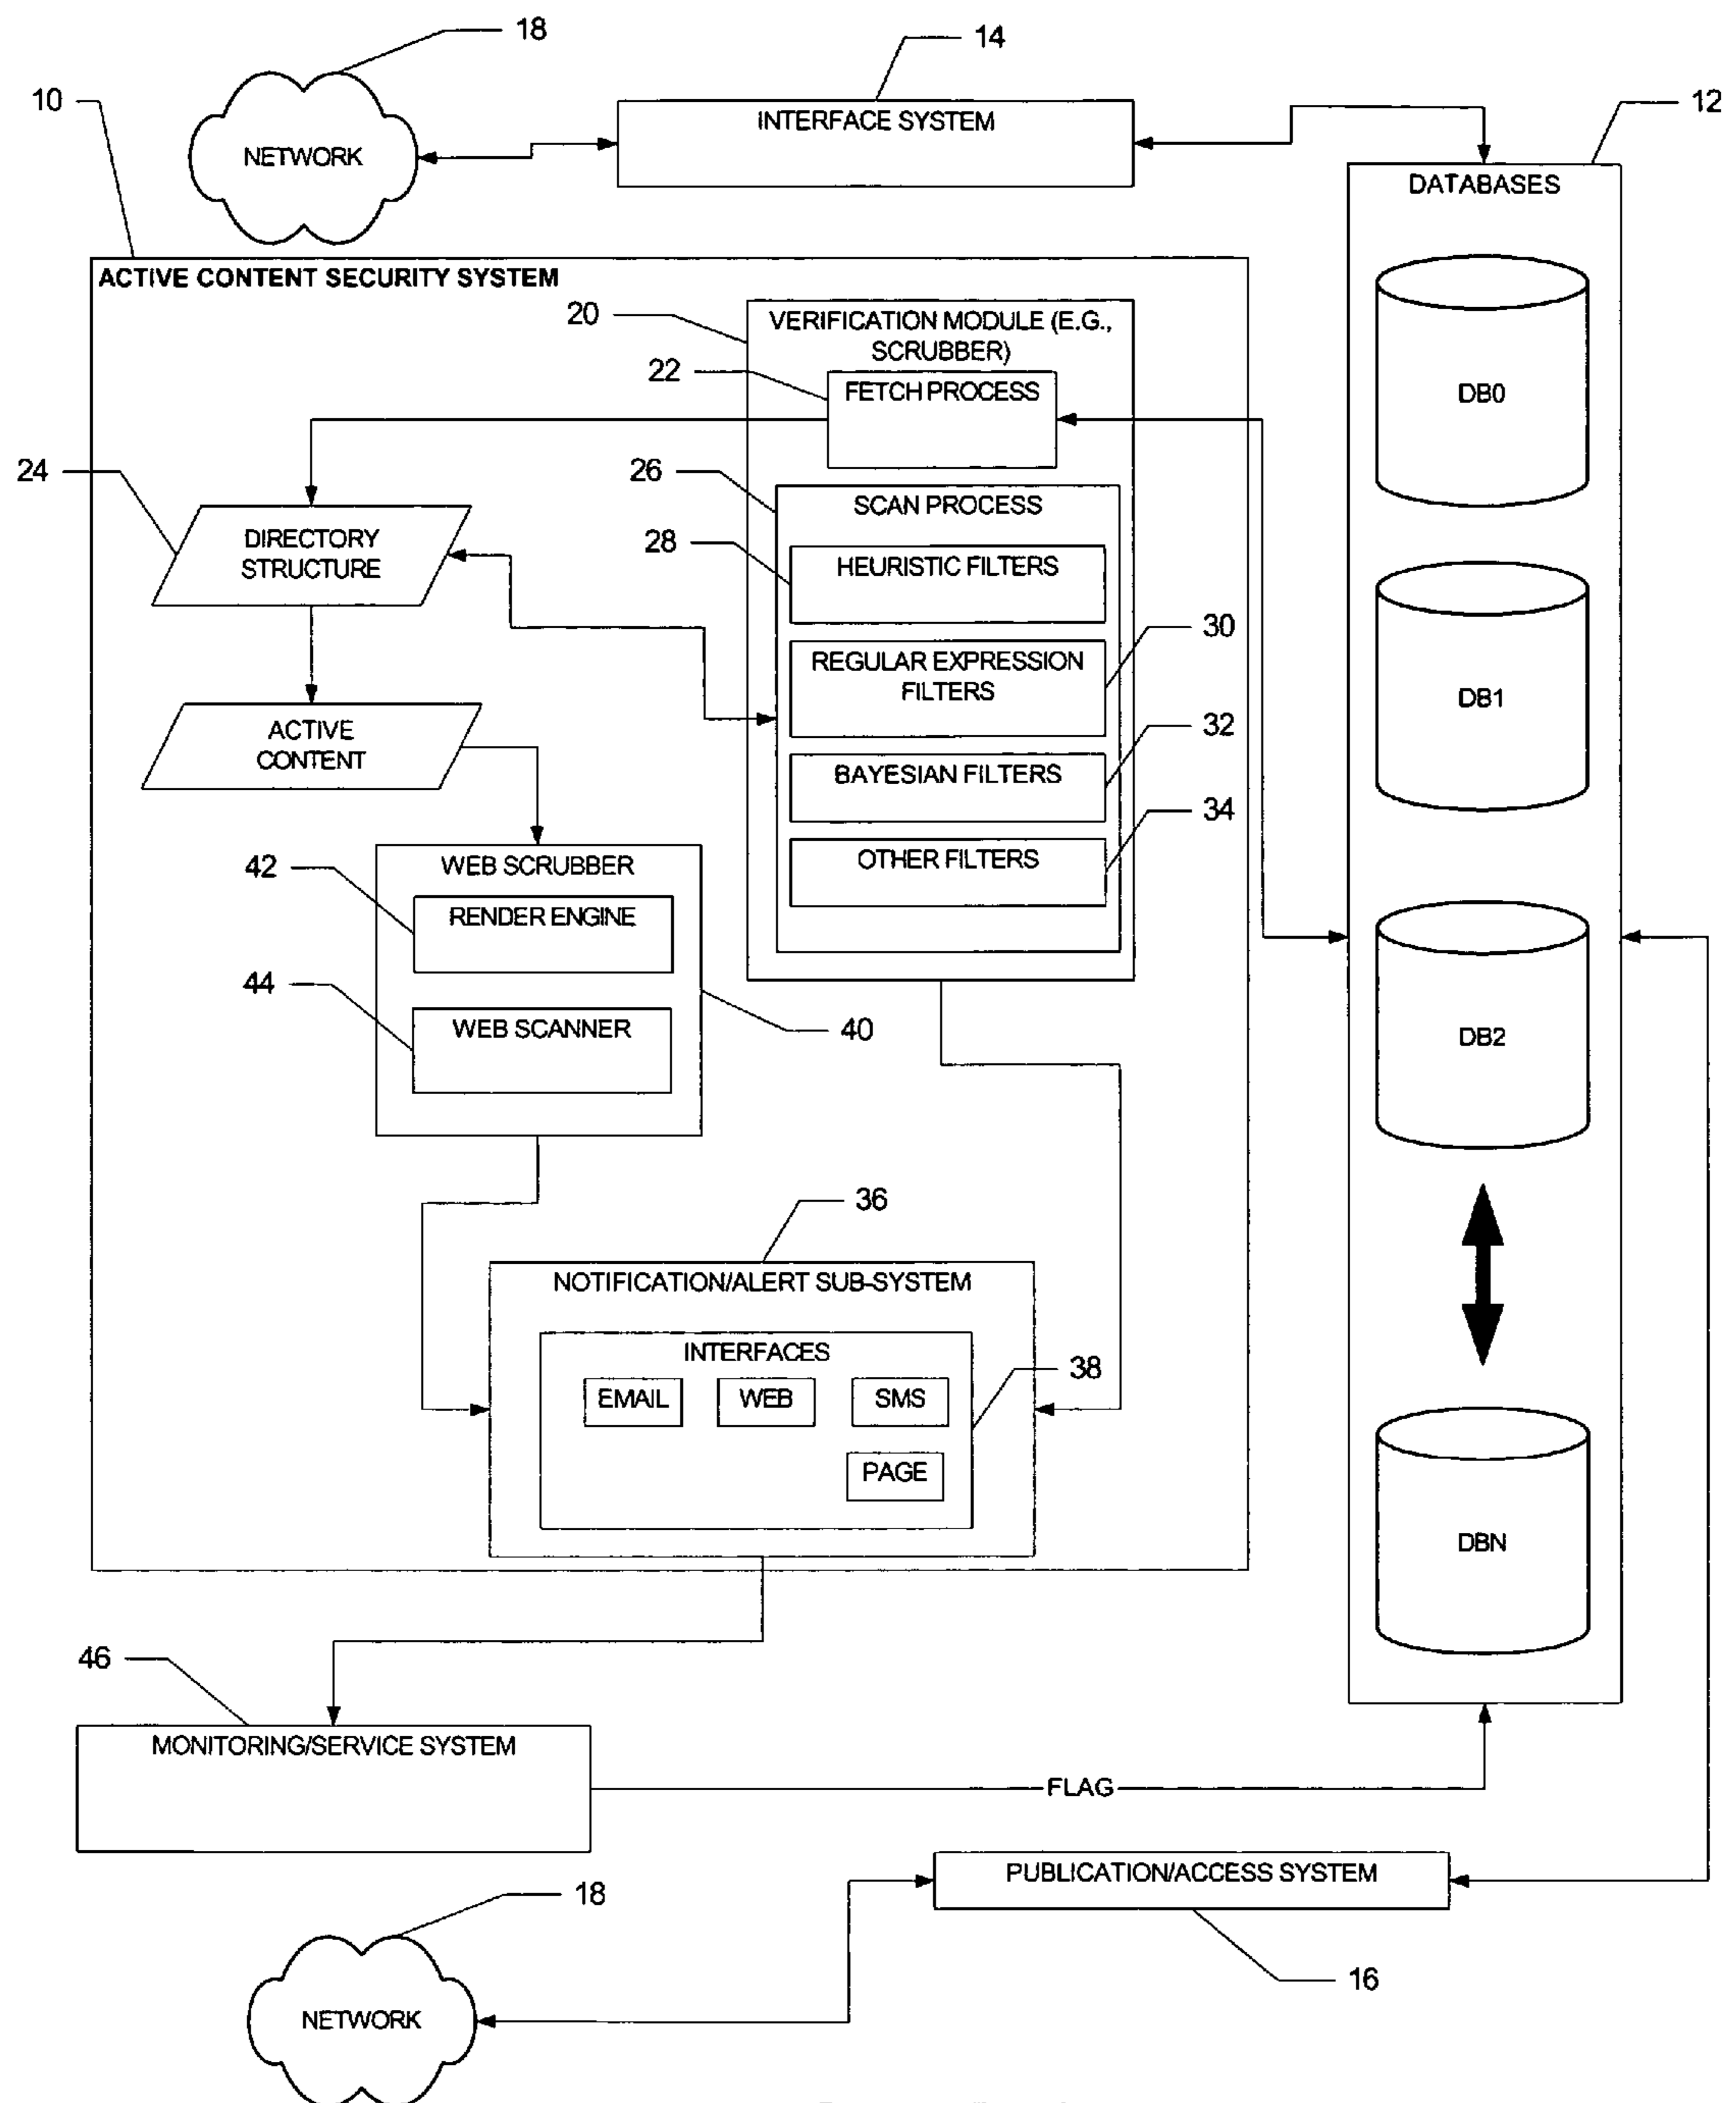 18
14
10
12
NETWORK
INTERFACE SYSTEM
DATABASES
ACTIVE CONTENT SECURITY SYSTEM
20
VERIFICATION MODULE (E.G.,
SCRUBBER)
22
FETCH PROCESS
DB0
24
26
SCAN PROCESS
DIRECTORY
STRUCTURE
28
HEURISTIC FILTERS
30
REGULAR EXPRESSION
FILTERS
DB1
ACTIVE
CONTENT
32
BAYESIAN FILTERS
34
OTHER FILTERS
WEB SCRUBBER
42
RENDER ENGINE
44
WEB SCANNER
40
DB2
36
NOTIFICATION/ALERT SUB-SYSTEM
INTERFACES
38
EMAIL
WEB
SMS
PAGE
DBN
46
MONITORING/SERVICE SYSTEM
FLAG
PUBLICATION/ACCESS SYSTEM
18
16
NETWORK